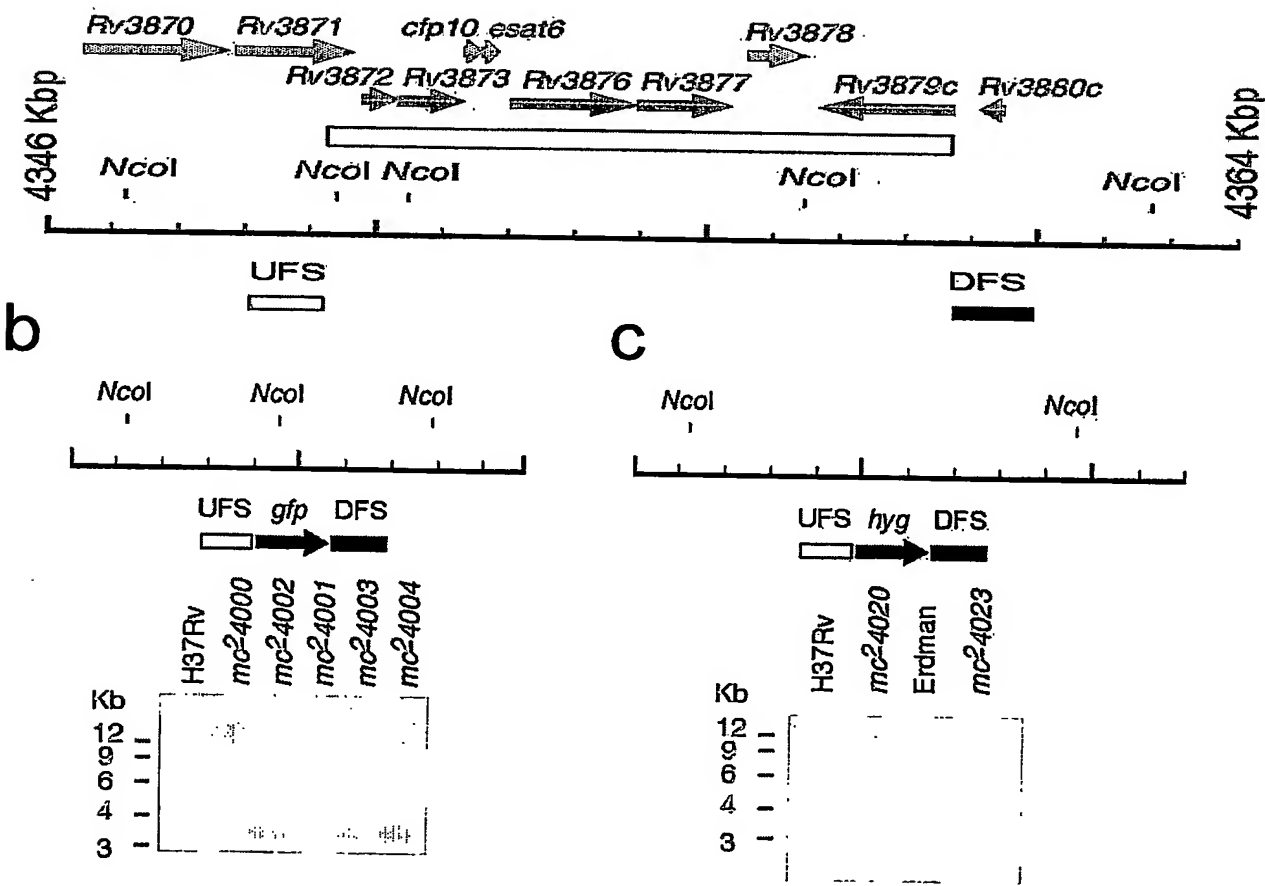 Rv3870 Rv3871 cfp10 esat6 Rv3878
Rv3872 Rv3873 Rv3876 Rv3877 Rv3879c Rv3880c
4346 Kbp
4364 Kbp
NcoI NcoI NcoI NcoI NcoI
UFS DFS
b
NcoI NcoI NcoI
UFS gfp DFS
H37Rv mc²4000 mc²4002 mc²4001 mc²4003 mc²4004
Kb
12
9
6
4
3
c
NcoI NcoI
UFS hyg DFS
H37Rv mc²4020 Erdman mc²4023
Kb
12
9
6
4
3